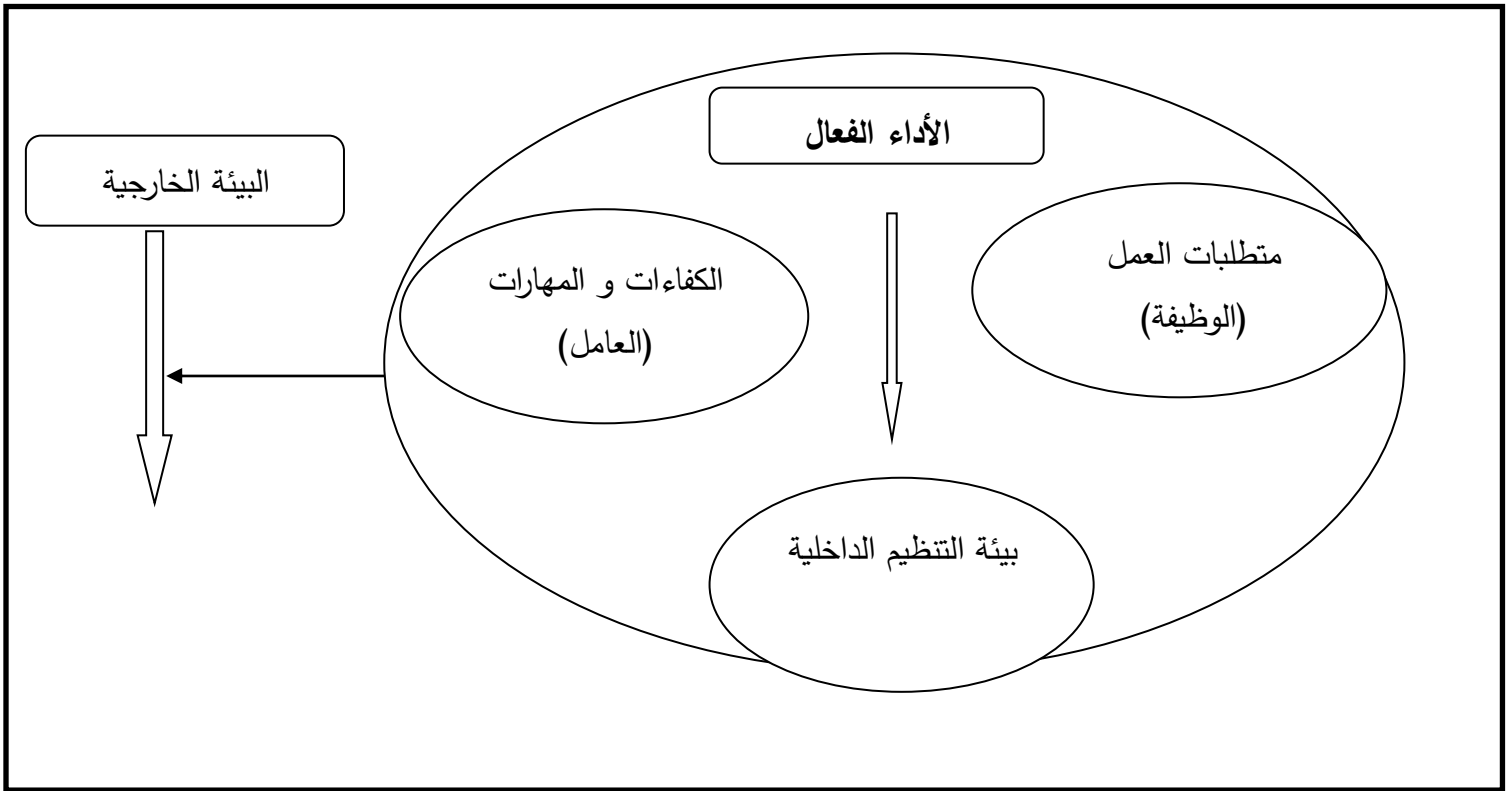 الأداء الفعال
البيئة الخارجية
متطلبات العمل
(الوظيفة)
الكفاءات و المهارات
(العامل)
بيئة التنظيم الداخلية